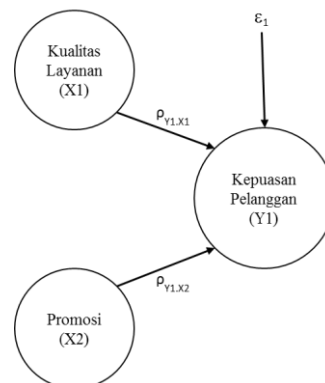 Kualitas
Layanan
(X1)
ε1
ρY1.X1
Kepuasan
Pelanggan
(Y1)
ρY1.X2
Promosi
(X2)